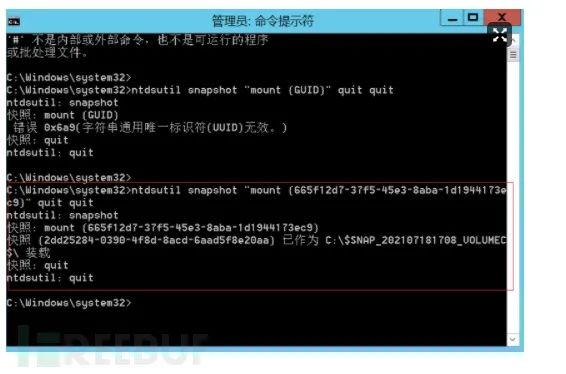 管理员: 命令提示符
'#' 不是内部或外部命令，也不是可运行的程序
或批处理文件。
C:\Windows\system32>
C:\Windows\system32>ntdsutil snapshot "mount (GUID)" quit quit
ntdsutil: snapshot
快照: mount (GUID)
错误 0x6a9(字符串通用唯一标识符(UUID)无效。)
快照: quit
ntdsutil: quit
C:\Windows\system32>
C:\Windows\system32>ntdsutil snapshot "mount (665f12d7-37f5-45e3-8aba-1d1944173e
c9)" quit quit
ntdsutil: snapshot
快照: mount (665f12d7-37f5-45e3-8aba-1d1944173ec9)
快照 (2dd25284-0390-4f8d-8acd-6aad5f8e20aa) 已作为 C:\$SNAP_202107181708_VOLUMEC
$\ 装载
快照: quit
ntdsutil: quit
C:\Windows\system32>
FREEBUF